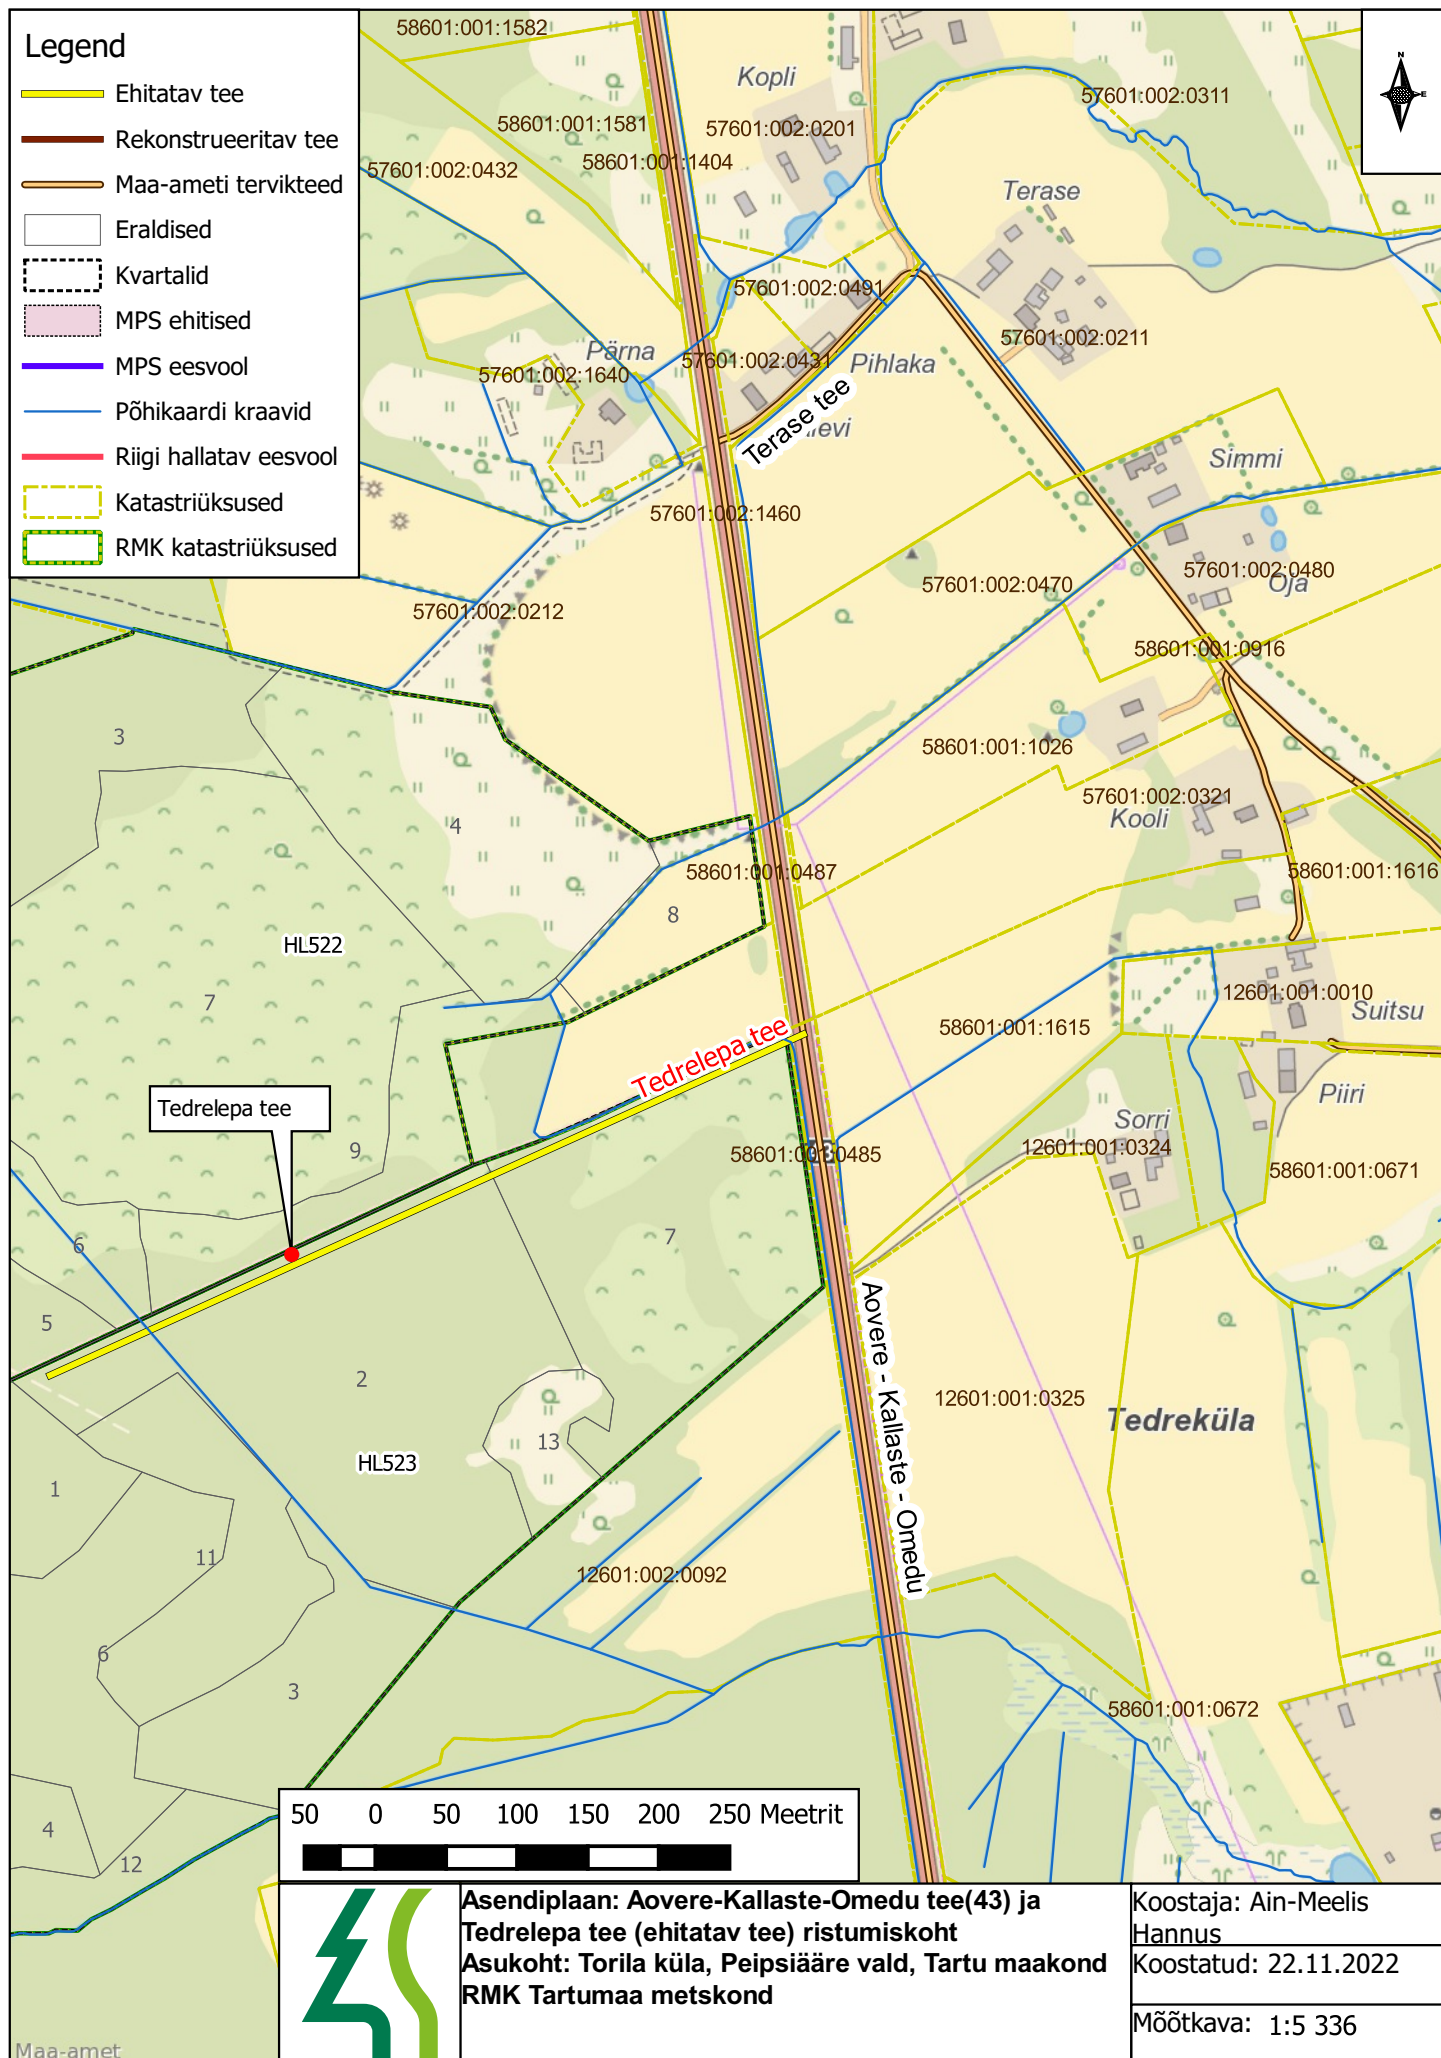 Legend
Ehitatav tee
Rekonstrueeritav tee
Maa-ameti tervikteed
Eraldised
Kvartalid
MPS ehitised
MPS eesvool
Põhikaardi kraavid
Riigi hallatav eesvool
Katastriüksused
RMK katastriüksused
58601:001:1582
Kopli
57601:002:0311
58601:001:1581
57601:002:0201
57601:002:0432
58601:001:1404
Terase
57601:002:0491
57601:002:0211
Pärna
57601:002:0431
Pihlaka
57601:002:1640
Terase tee
Simmi
57601:002:1460
57601:002:0470
57601:002:0480
Oja
57601:002:0212
58601:001:0916
3
58601:001:1026
57601:002:0321
Kooli
4
58601:001:0487
58601:001:1616
8
HL522
7
12601:001:0010
Suitsu
58601:001:1615
Tedrelepa tee
Tedrelepa tee
Piiri
Sorri
9
58601:001:0485
43
12601:001:0324
58601:001:0671
6
7
5
2
Aovere - Kallaste - Omedu
12601:001:0325
Tedreküla
13
HL523
1
11
12601:002:0092
6
3
58601:001:0672
4
12
50 0 50 100 150 200 250 Meetrit
Asendiplaan: Aovere-Kallaste-Omedu tee(43) ja
Tedrelepa tee (ehitatav tee) ristumiskoht
Asukoht: Torila küla, Peipsiääre vald, Tartu maakond
RMK Tartumaa metskond
Koostaja: Ain-Meelis
Hannus
Koostatud: 22.11.2022
Mõõtkava: 1:5 336
Maa-amet
N
E